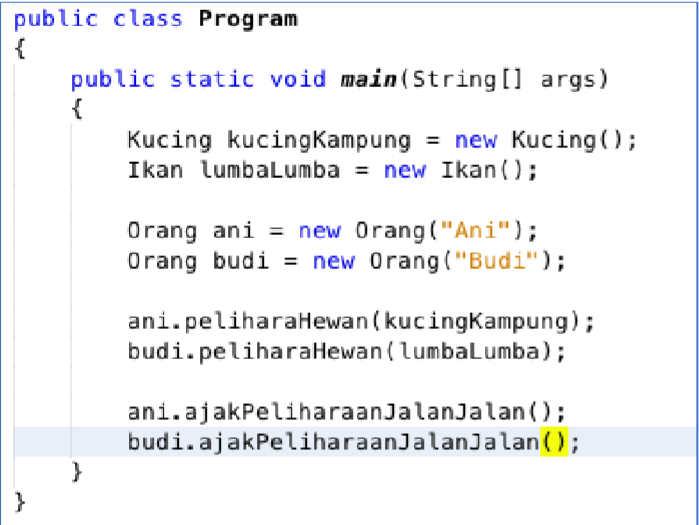 public class Program
{
public static void main(String[] args)
{
Kucing kucingKampung = new Kucing();
Ikan lumbaLumba = new Ikan();
Orang ani = new Orang("Ani");
Orang budi = new Orang("Budi");
ani.peliharaHewan(kucingKampung);
budi.peliharaHewan(lumbaLumba);
ani.ajakPeliharaanJalanJalan();
budi.ajakPeliharaanJalanJalan();
}
}